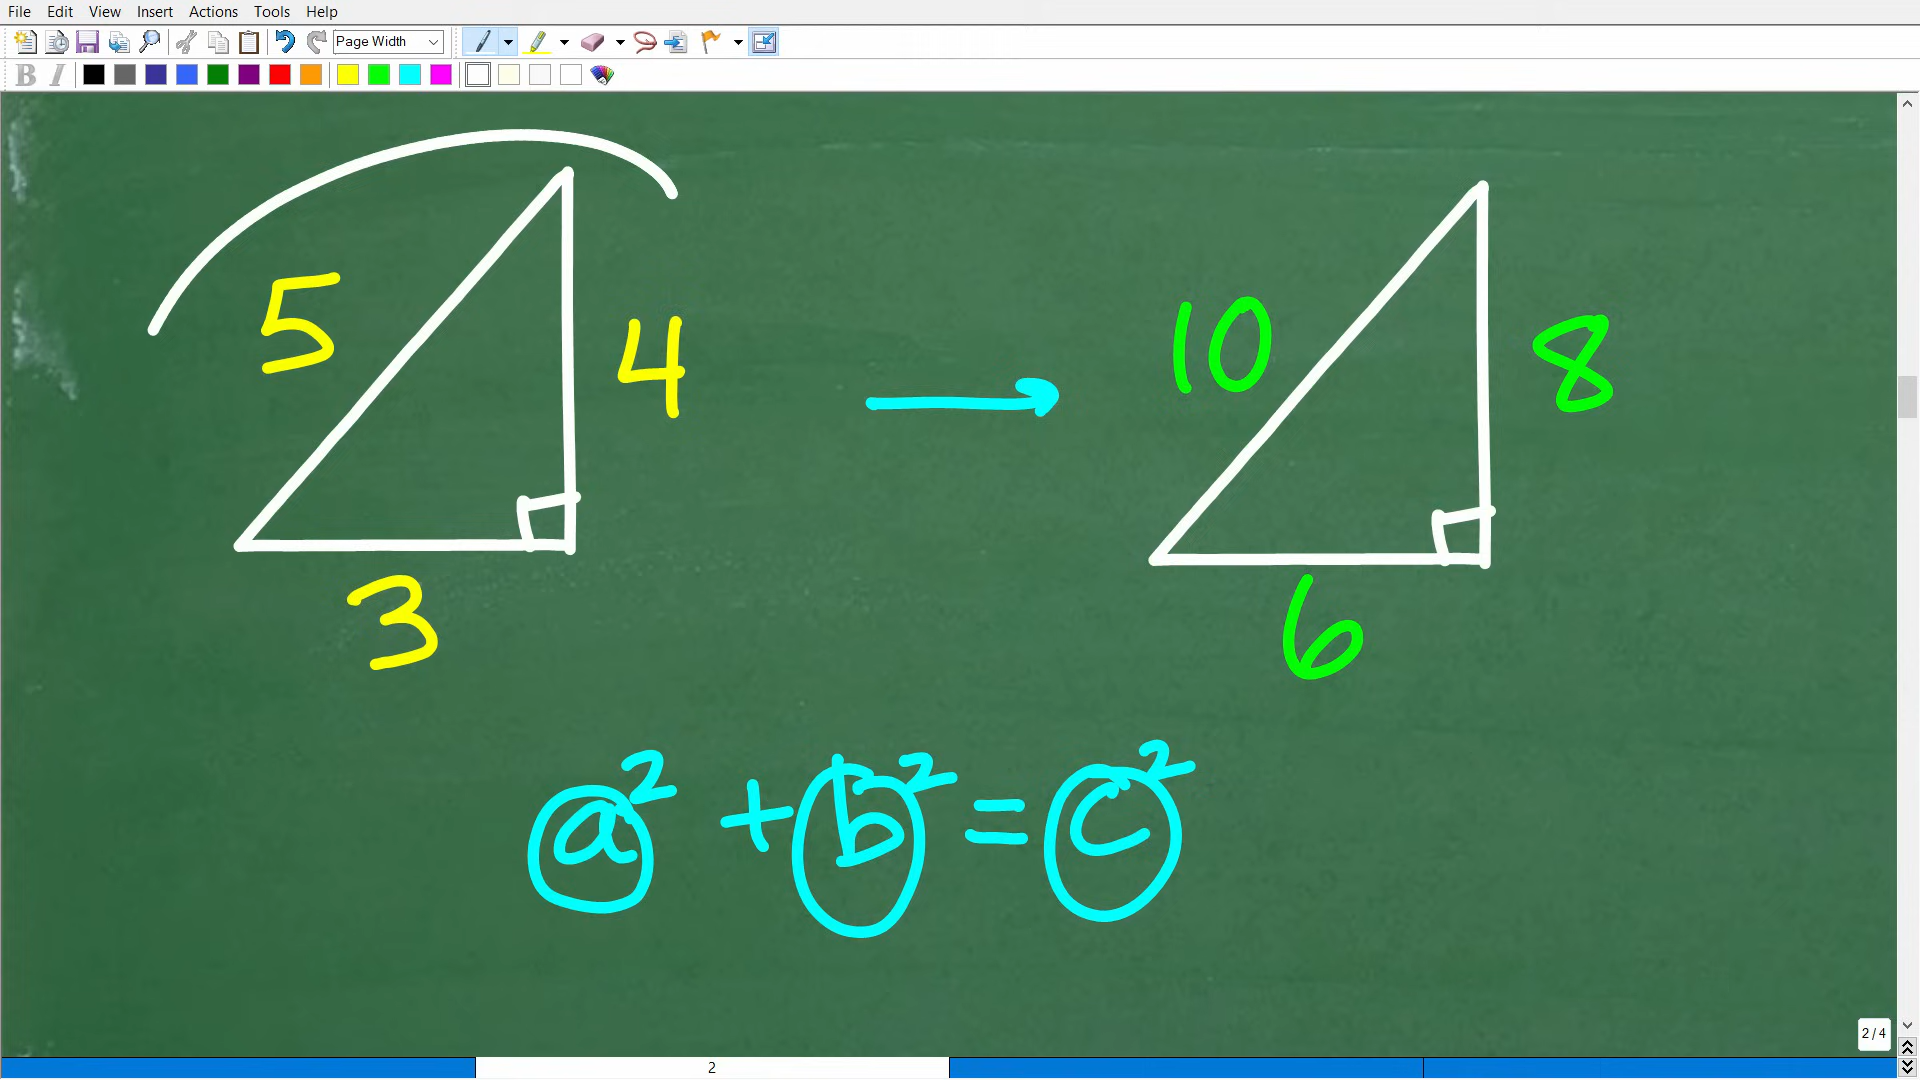 File Edit View Insert Actions Tools Help
Page Width
B I
5 4 10 8
3 6
a² + b² = c²
2 / 4
2